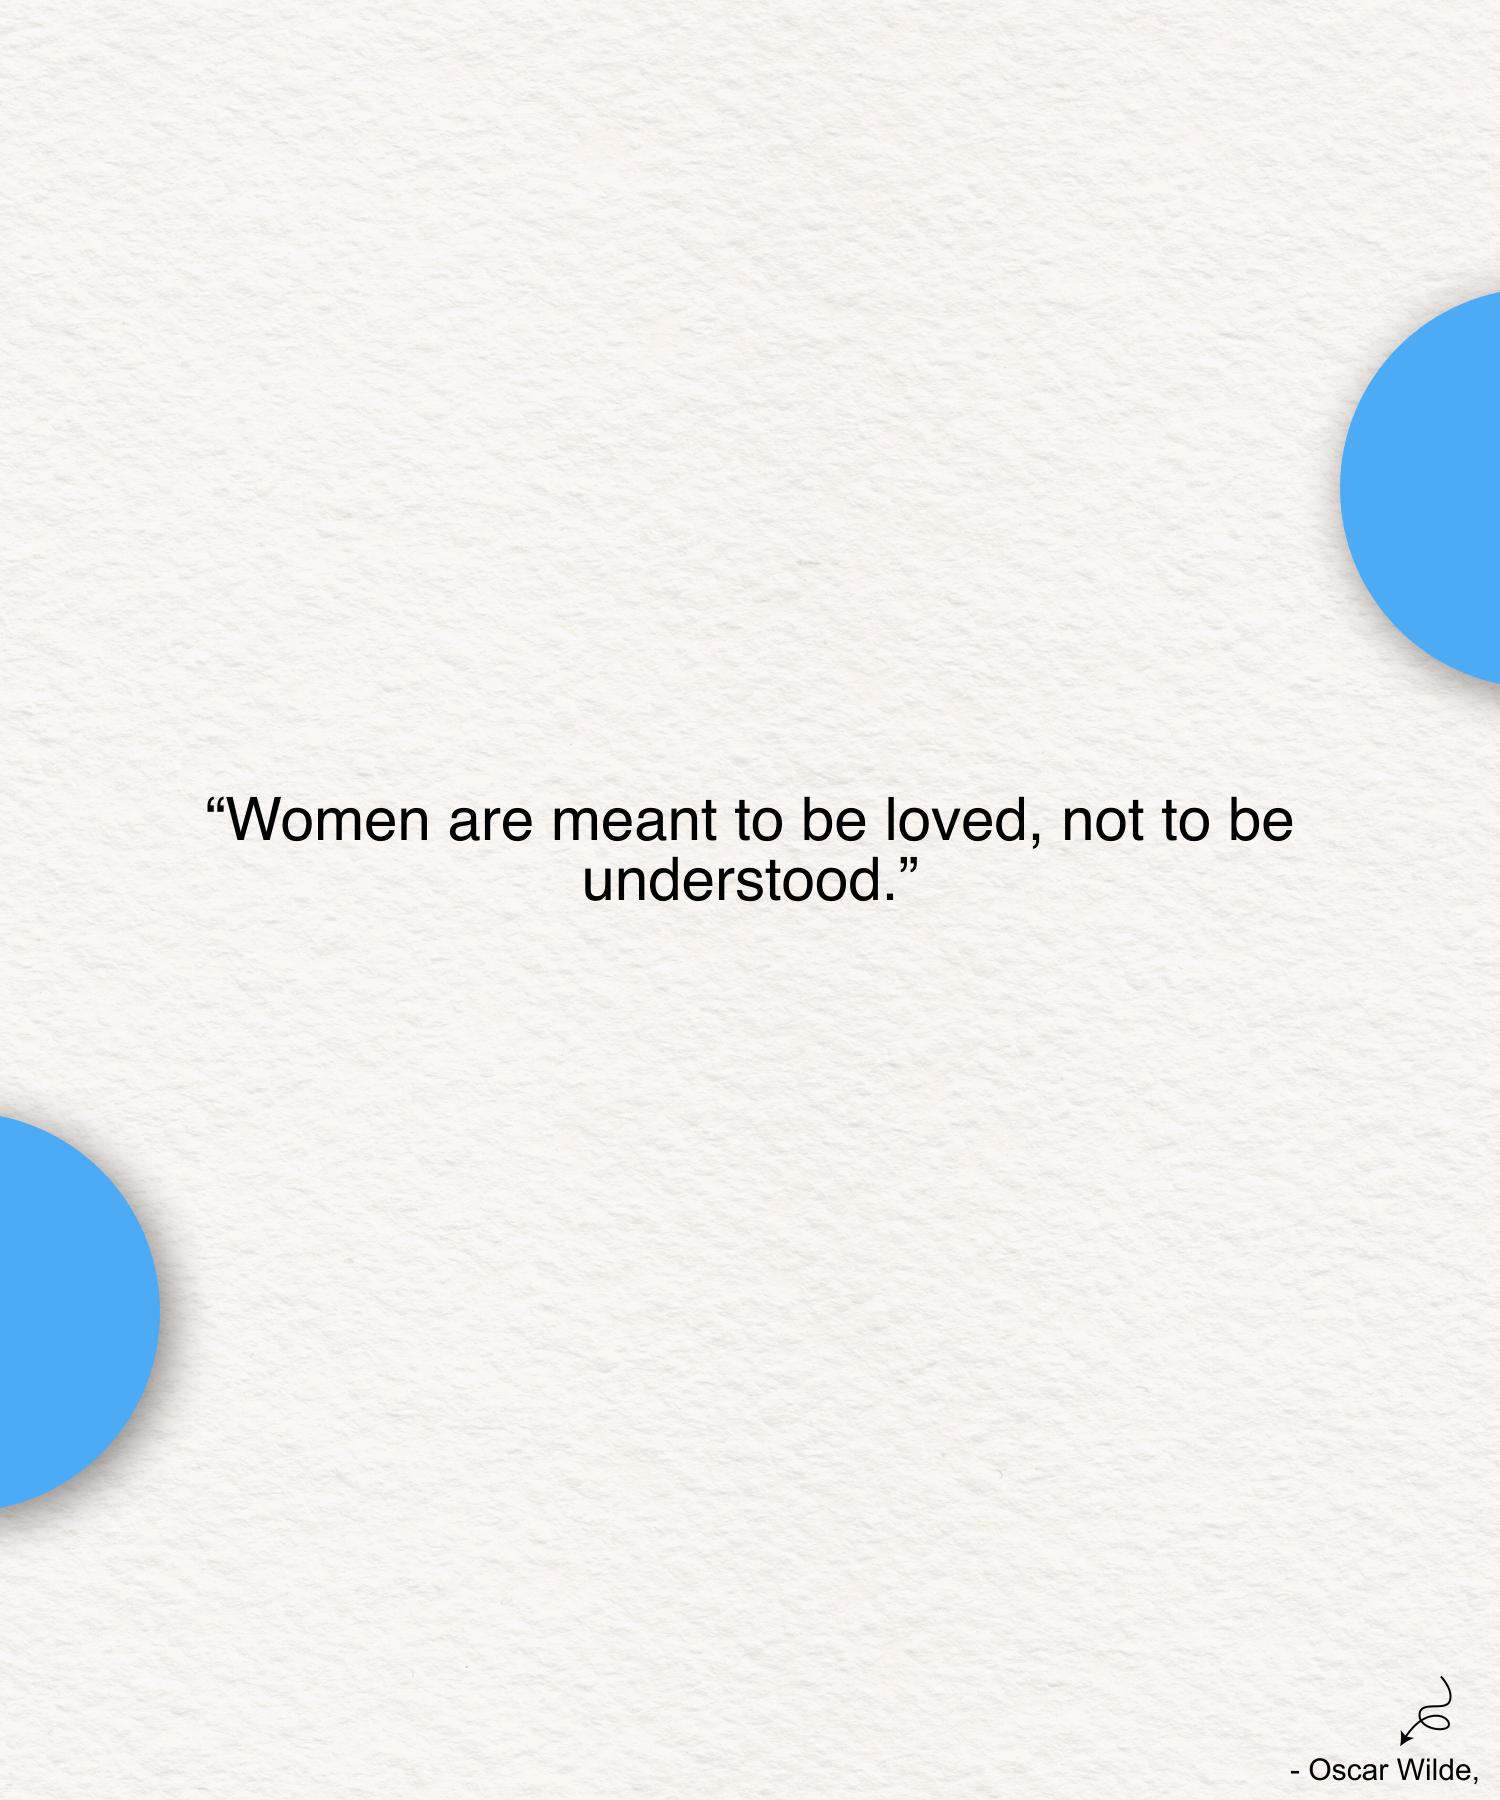 “Women are meant to be loved, not to be
understood.”
- Oscar Wilde,